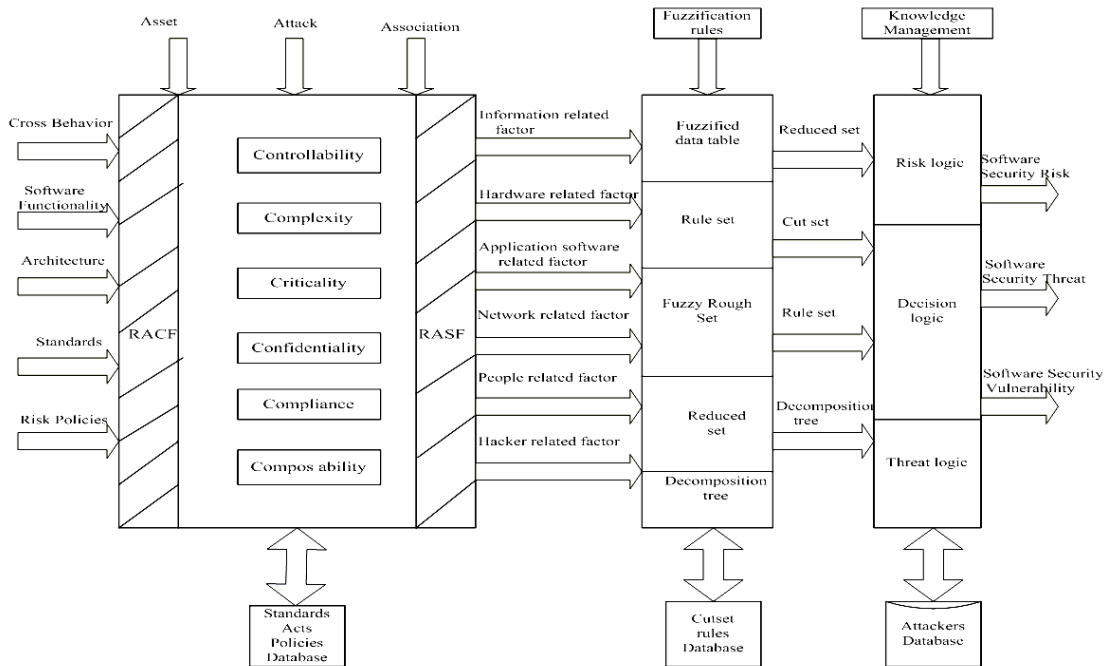 Asset
Attack
Association
Fuzzification
rules
Knowledge
Management
Cross Behavior
Software
Functionality
Architecture
Standards
Risk Policies
RACF
Controllability
Complexity
Criticality
Confidentiality
Compliance
Compos ability
RASF
Information related
factor
Hardware related factor
Application software
related factor
Network related factor
People related factor
Hacker related factor
Fuzzified
data table
Rule set
Fuzzy Rough
Set
Reduced
set
Decomposition
tree
Reduced set
Cut set
Rule set
Decomposition
tree
Risk logic
Decision
logic
Threat logic
Software
Security Risk
Software
Security Threat
Software Security
Vulnerability
Standards
Acts
Policies
Database
Cutset
rules
Database
Attackers
Database